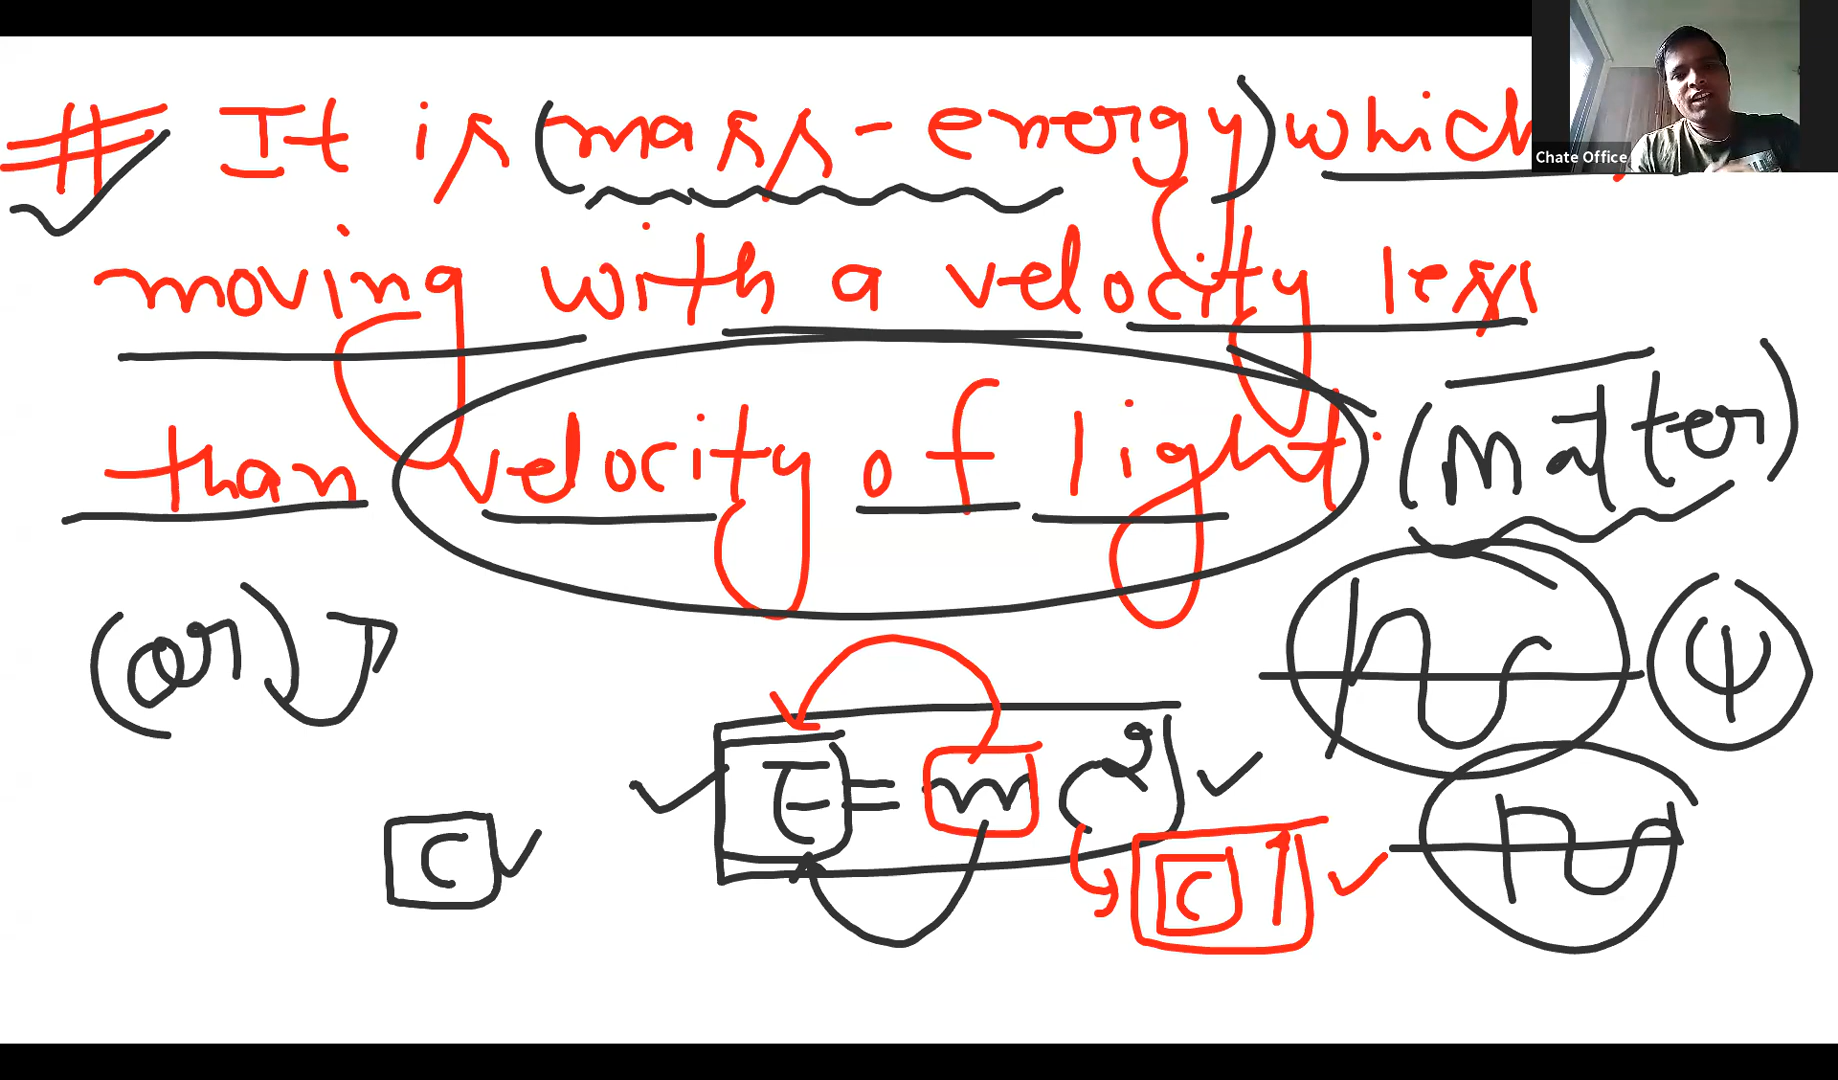 # It is (mass-energy) which
Chate Office
moving with a velocity less
than velocity of light. (matter)
(or)
ψ
E = mc²
C
C↑